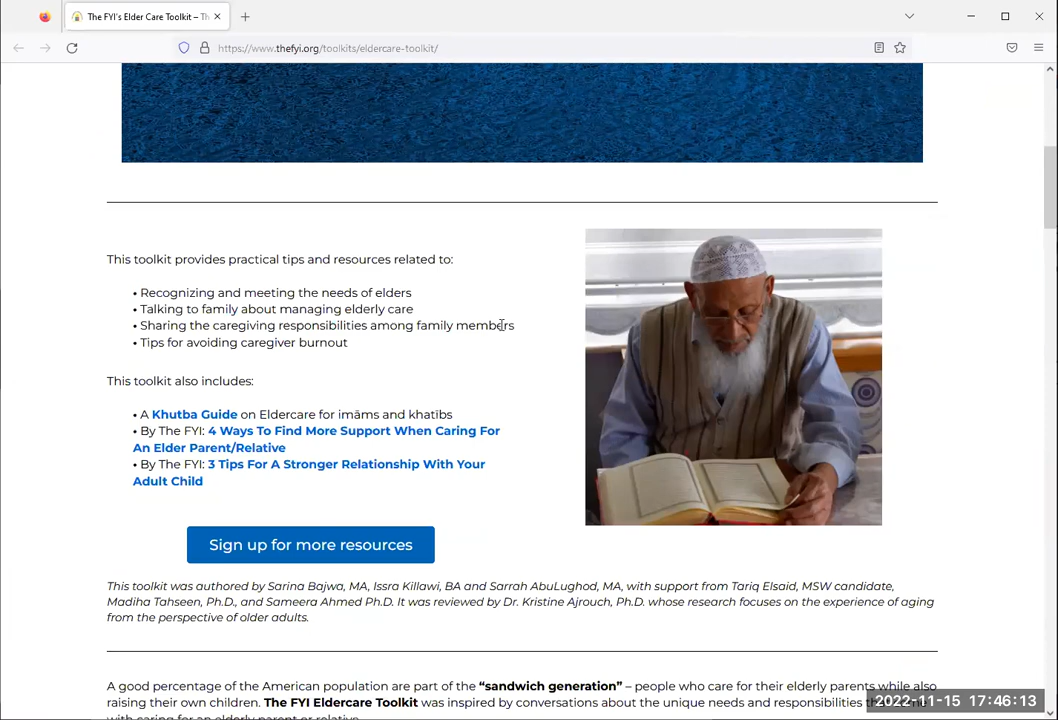 The FYI's Elder Care Toolkit – Th
https://www.thefyi.org/toolkits/eldercare-toolkit/
This toolkit provides practical tips and resources related to:
• Recognizing and meeting the needs of elders
• Talking to family about managing elderly care
• Sharing the caregiving responsibilities among family members
• Tips for avoiding caregiver burnout
This toolkit also includes:
• A Khutba Guide on Eldercare for imāms and khatībs
• By The FYI: 4 Ways To Find More Support When Caring For
An Elder Parent/Relative
• By The FYI: 3 Tips For A Stronger Relationship With Your
Adult Child
Sign up for more resources
This toolkit was authored by Sarina Bajwa, MA, Issra Killawi, BA and Sarrah AbuLughod, MA, with support from Tariq Elsaid, MSW candidate,
Madiha Tahseen, Ph.D., and Sameera Ahmed Ph.D. It was reviewed by Dr. Kristine Ajrouch, Ph.D. whose research focuses on the experience of aging
from the perspective of older adults.
A good percentage of the American population are part of the “sandwich generation” – people who care for their elderly parents while also
raising their own children. The FYI Eldercare Toolkit was inspired by conversations about the unique needs and responsibilities
with caring for an elderly parent or relative.
2022-11-15 17:46:13